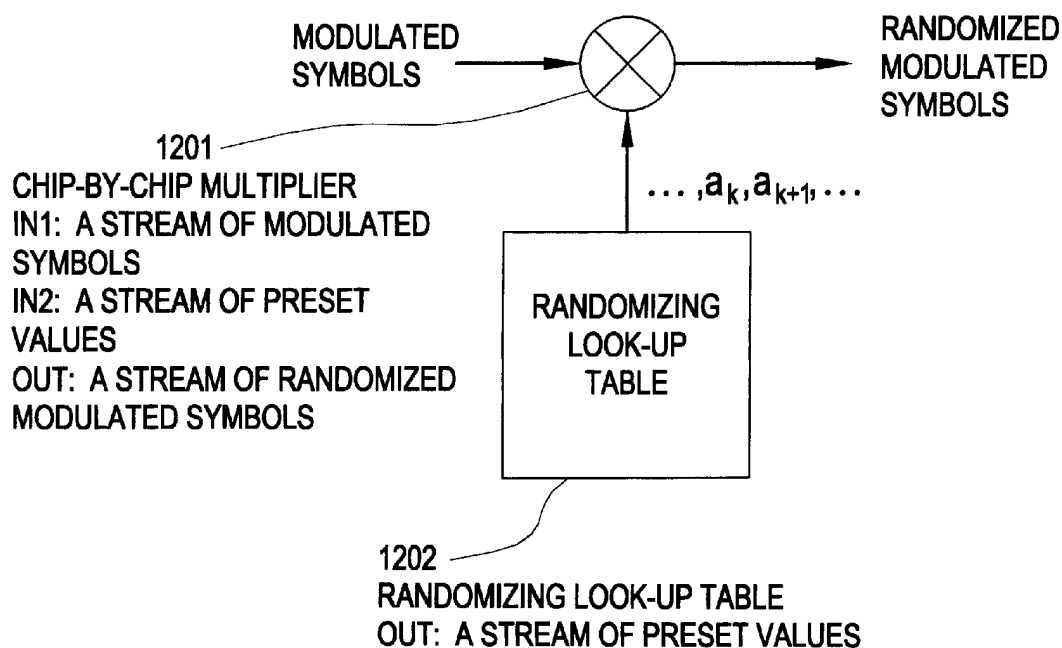 MODULATED
SYMBOLS
RANDOMIZED
MODULATED
SYMBOLS
1201
CHIP-BY-CHIP MULTIPLIER
IN1: A STREAM OF MODULATED
SYMBOLS
IN2: A STREAM OF PRESET
VALUES
OUT: A STREAM OF RANDOMIZED
MODULATED SYMBOLS
... ,a_k,a_{k+1}, ...
RANDOMIZING
LOOK-UP
TABLE
1202
RANDOMIZING LOOK-UP TABLE
OUT: A STREAM OF PRESET VALUES